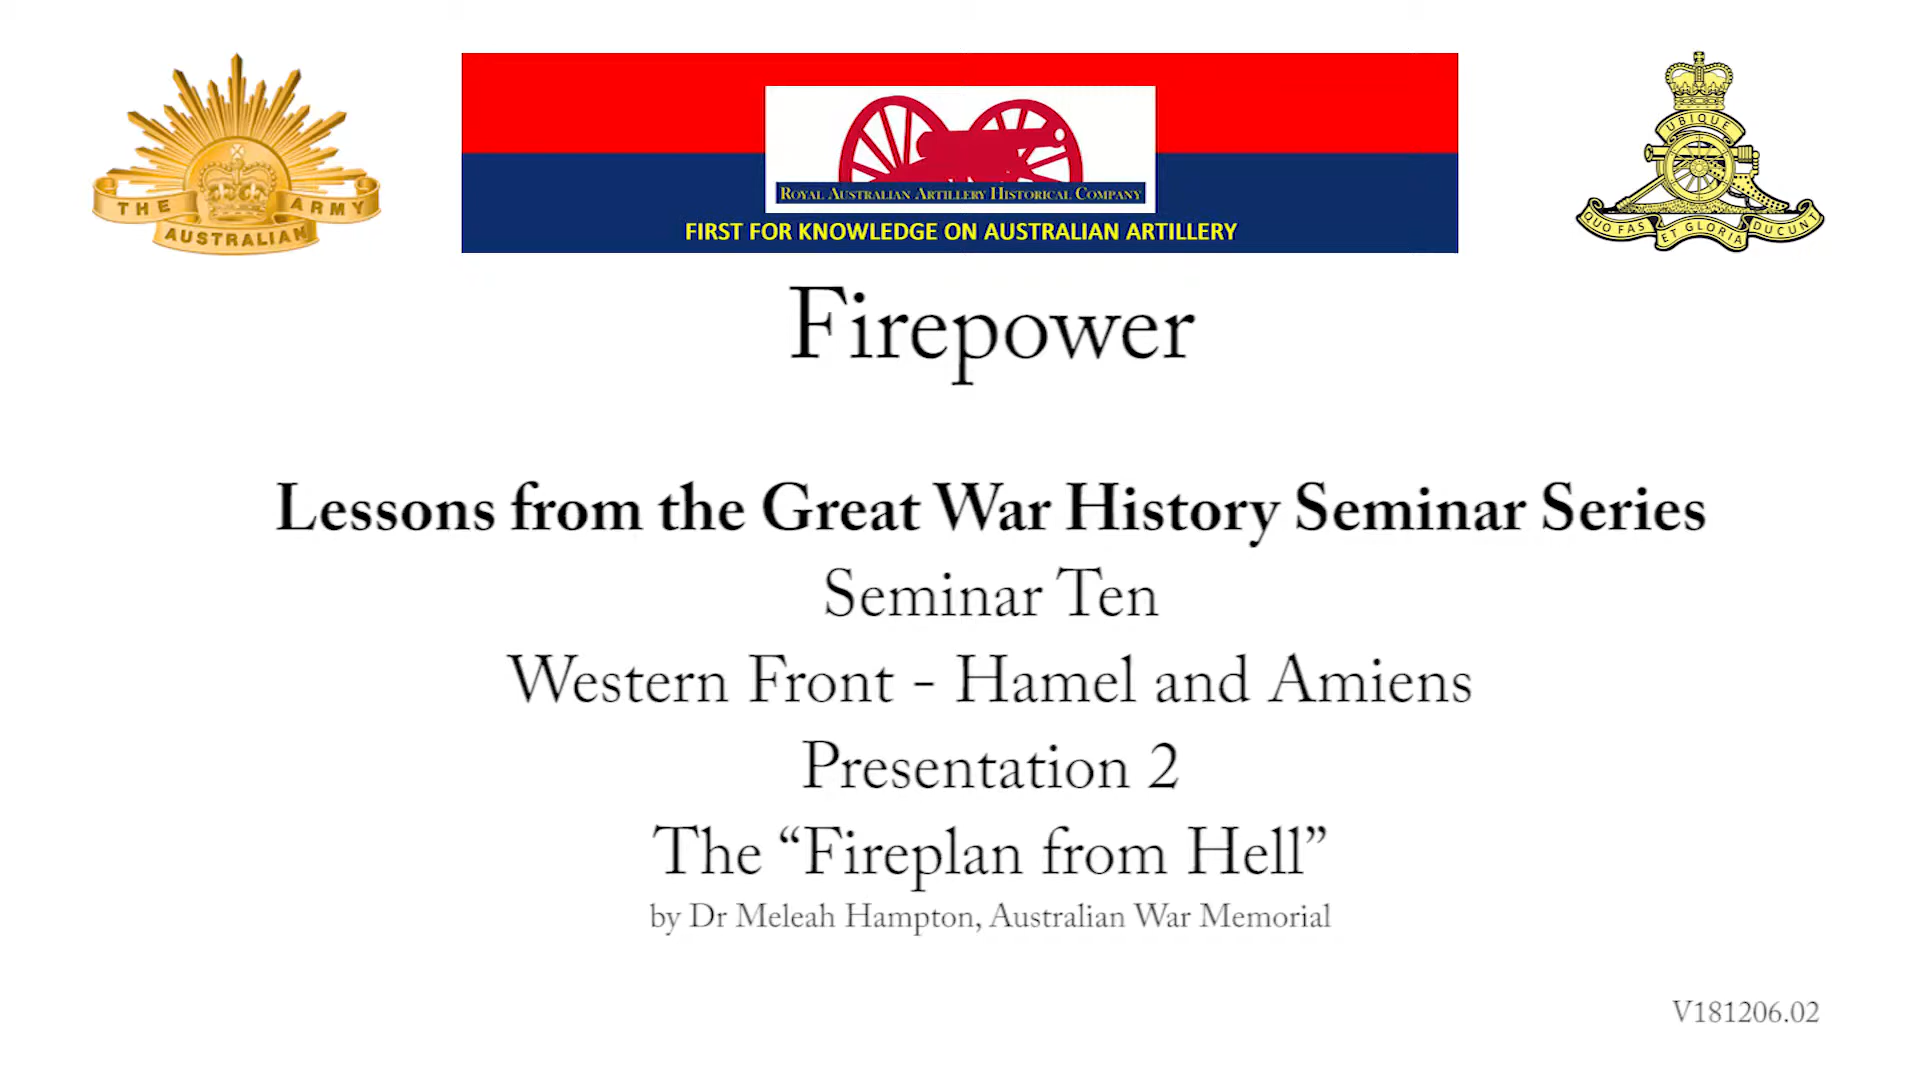 THE AUSTRALIAN ARMY
ROYAL AUSTRALIAN ARTILLERY HISTORICAL COMPANY
FIRST FOR KNOWLEDGE ON AUSTRALIAN ARTILLERY
UBIQUE
QUO FAS ET GLORIA DUCUNT
Firepower
Lessons from the Great War History Seminar Series
Seminar Ten
Western Front - Hamel and Amiens
Presentation 2
The “Fireplan from Hell”
by Dr Meleah Hampton, Australian War Memorial
V181206.02